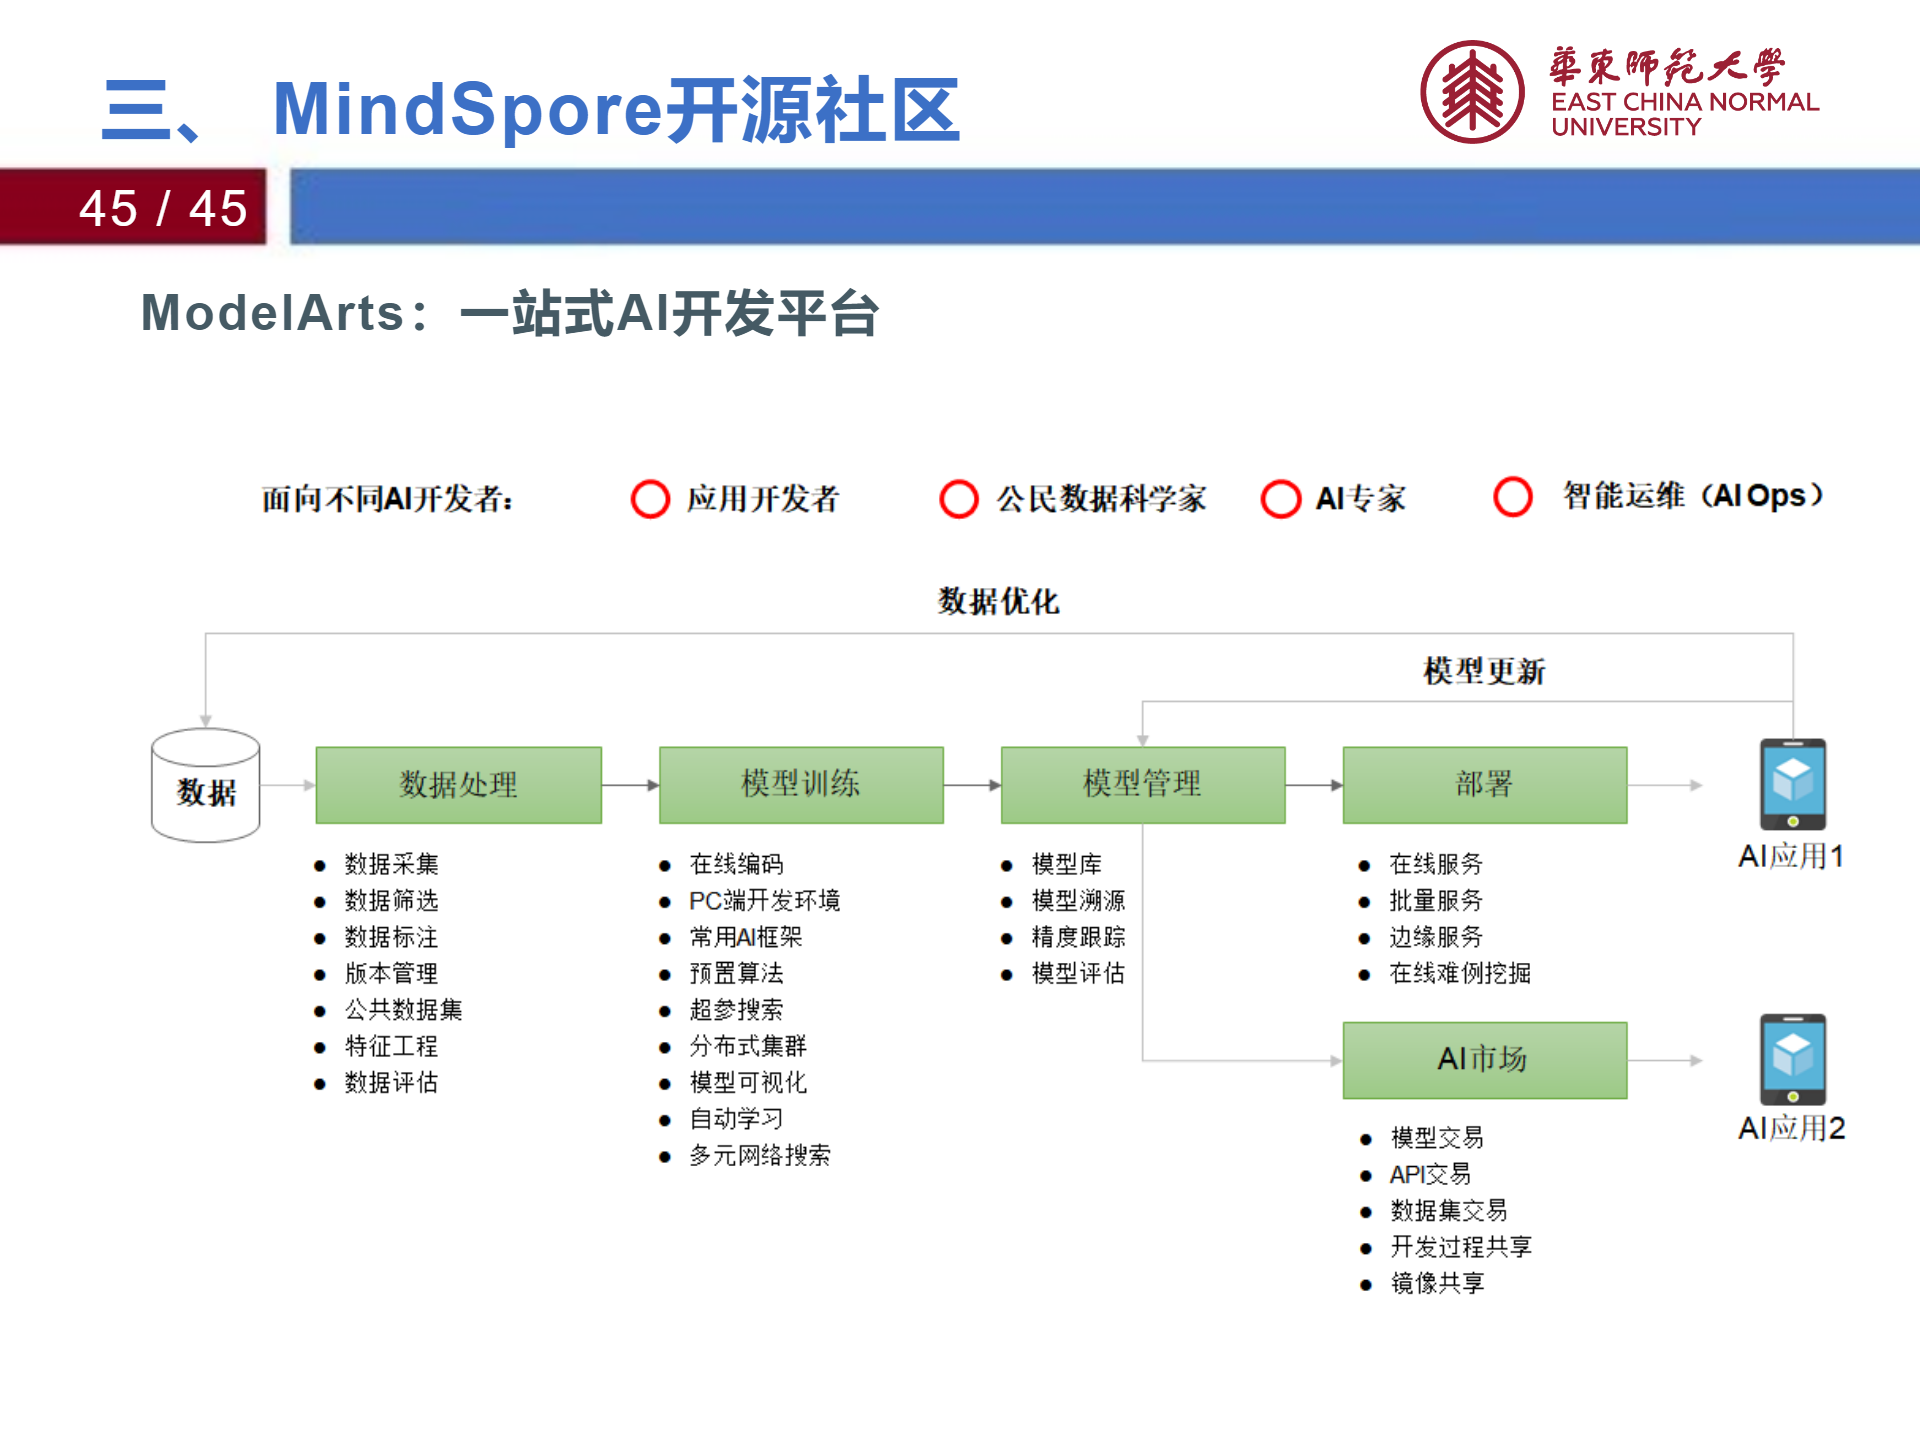 三、 MindSpore开源社区
華東師範大學
EAST CHINA NORMAL
UNIVERSITY
45 / 45
ModelArts：一站式AI开发平台
面向不同AI开发者： 应用开发者 公民数据科学家 AI专家 智能运维（AI Ops）
数据优化
模型更新
数据
数据处理
数据采集
数据筛选
数据标注
版本管理
公共数据集
特征工程
数据评估
模型训练
在线编码
PC端开发环境
常用AI框架
预置算法
超参搜索
分布式集群
模型可视化
自动学习
多元网络搜索
模型管理
模型库
模型溯源
精度跟踪
模型评估
部署
在线服务
批量服务
边缘服务
在线难例挖掘
AI应用1
AI市场
模型交易
API交易
数据集交易
开发过程共享
镜像共享
AI应用2